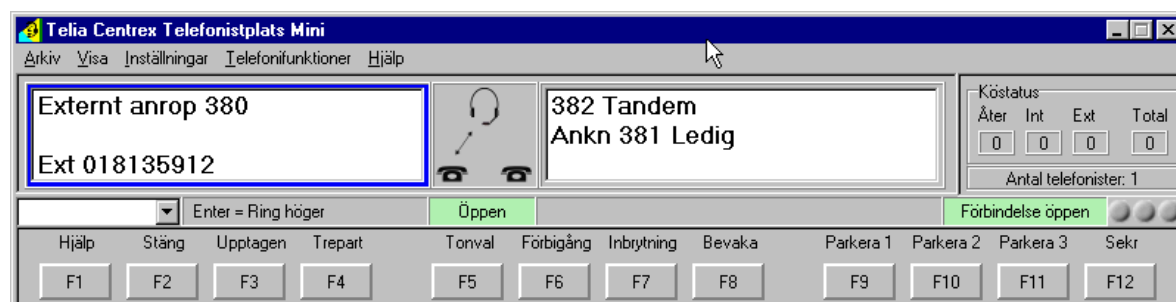 Telia Centrex Telefonistplats Mini
Arkiv Visa Inställningar Telefonifunktioner Hjälp
Externt anrop 380
Ext 018135912
382 Tandem
Ankn 381 Ledig
Köstatus
Åter Int Ext Total
0 0 0 0
Antal telefonister: 1
Enter = Ring höger Öppen Förbindelse öppen
Hjälp Stäng Upptagen Trepart Tonval Förbigång Inbrytning Bevaka Parkera 1 Parkera 2 Parkera 3 Sekr
F1 F2 F3 F4 F5 F6 F7 F8 F9 F10 F11 F12